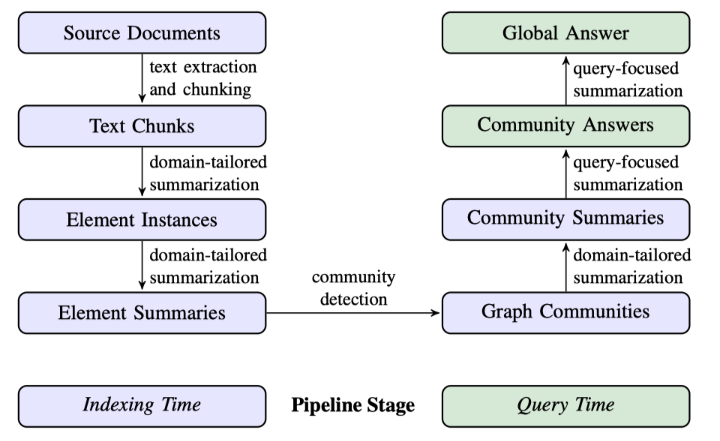 Source Documents
text extraction
and chunking
Text Chunks
domain-tailored
summarization
Element Instances
domain-tailored
summarization
Element Summaries
community
detection
Graph Communities
domain-tailored
summarization
Community Summaries
query-focused
summarization
Community Answers
query-focused
summarization
Global Answer
Indexing Time
Pipeline Stage
Query Time